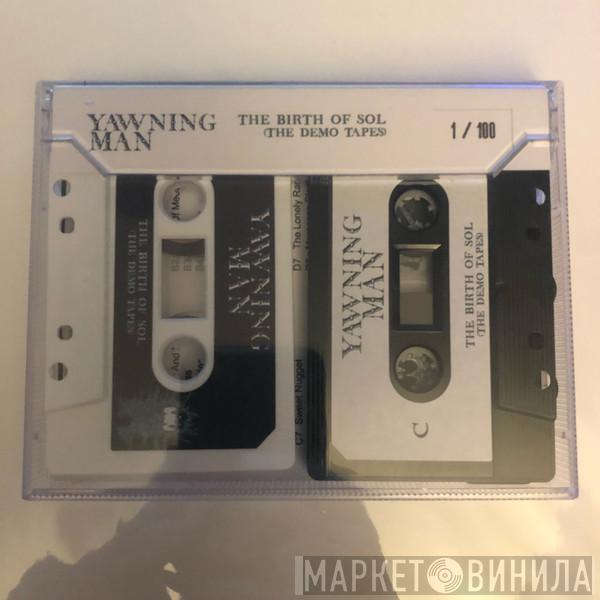 YAWNING
MAN
THE BIRTH OF SOL
(THE DEMO TAPES)
1 / 100
YAWNING
MAN
THE BIRTH OF SOL
(THE DEMO TAPES)
And
C7 Sweet Nugget
D7 The Lonely
YAWNING
MAN
THE BIRTH OF SOL
(THE DEMO TAPES)
C
МАРКЕТ ВИНИЛА